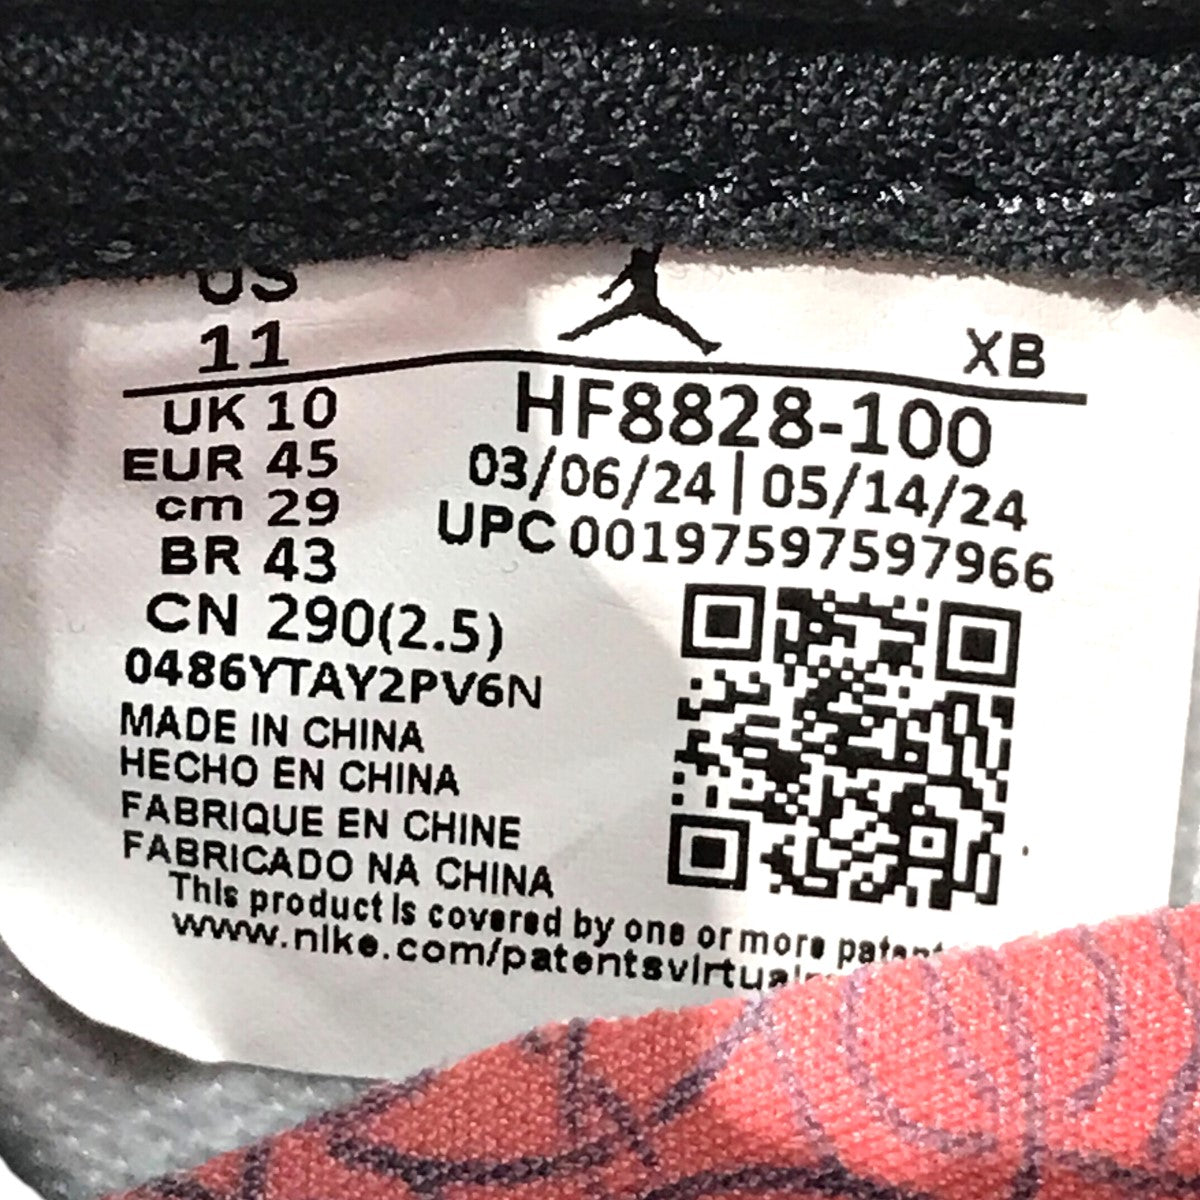 US
11
XB
UK 10
EUR 45
cm 29
BR 43
CN 290(2.5)
HF8828-100
03/06/24 | 05/14/24
UPC 00197597597966
0486YTAY2PV6N
MADE IN CHINA
HECHO EN CHINA
FABRIQUE EN CHINE
FABRICADO NA CHINA
This product is covered by one or more
www.nike.com/patents